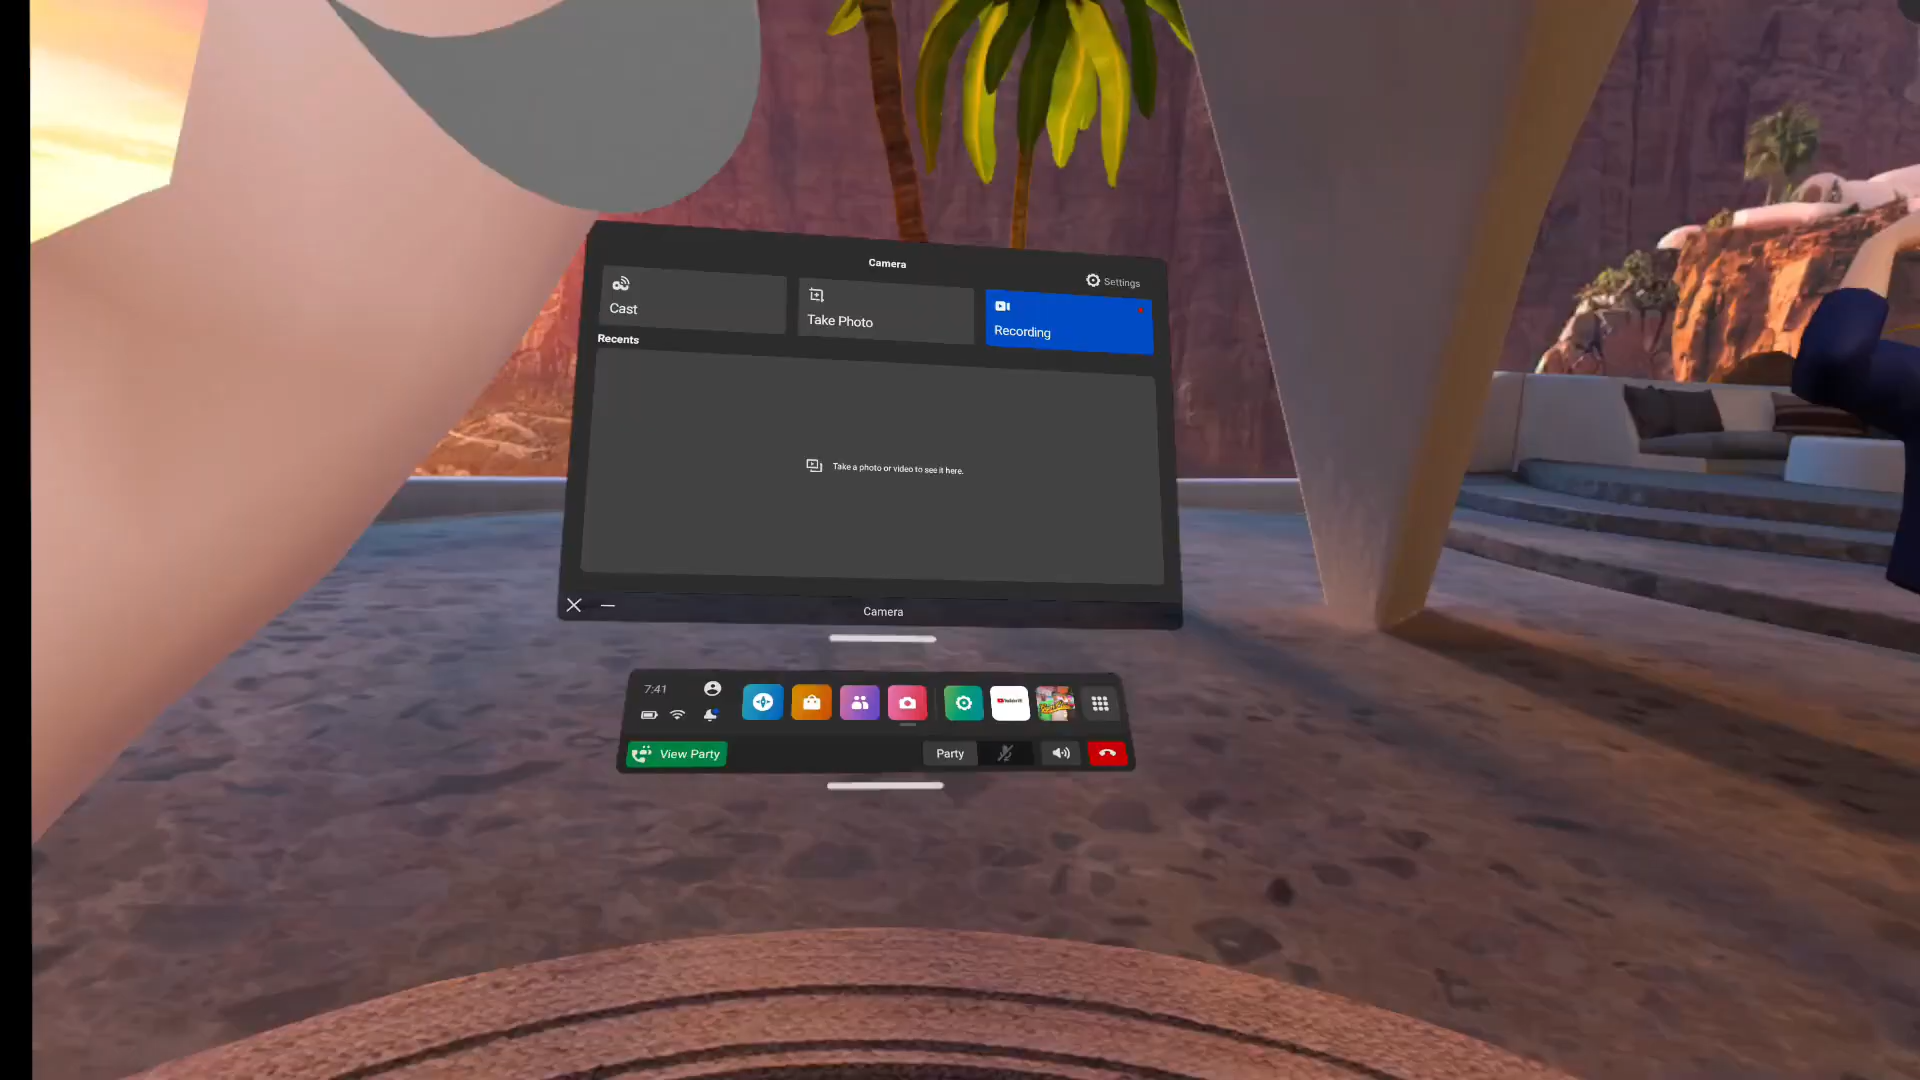 Camera
Settings
Cast
Take Photo
Recording
Recents
Take a photo or video to see it here.
Camera
7:41
View Party
Party